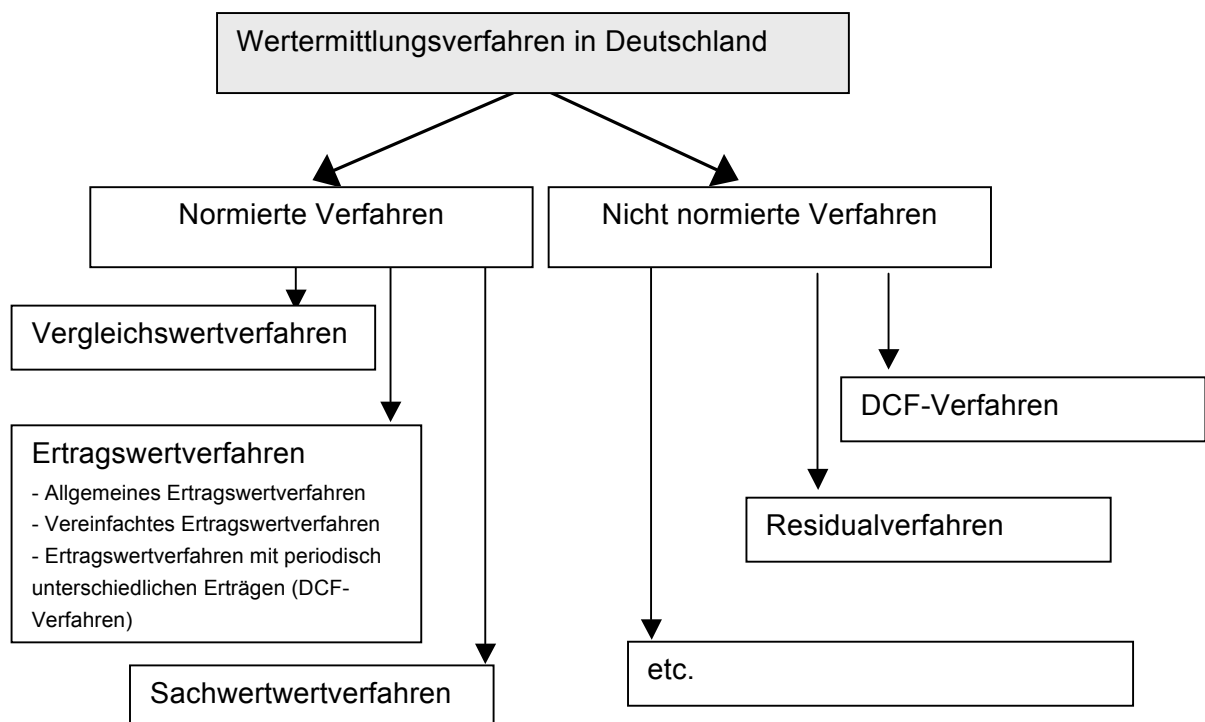 Wertermittlungsverfahren in Deutschland
Normierte Verfahren
Nicht normierte Verfahren
Vergleichswertverfahren
DCF-Verfahren
Ertragswertverfahren
- Allgemeines Ertragswertverfahren
- Vereinfachtes Ertragswertverfahren
- Ertragswertverfahren mit periodisch
unterschiedlichen Erträgen (DCF-
Verfahren)
Residualverfahren
etc.
Sachwertwertverfahren